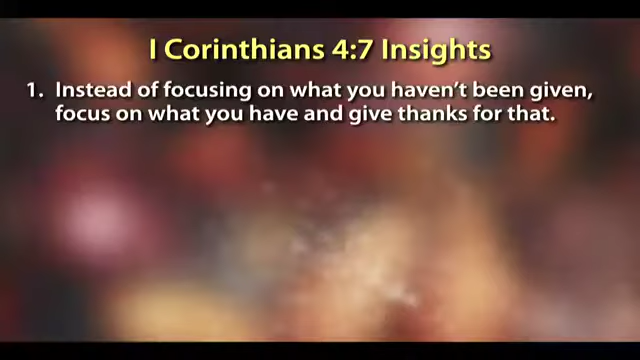 I Corinthians 4:7 Insights
1. Instead of focusing on what you haven’t been given,
focus on what you have and give thanks for that.